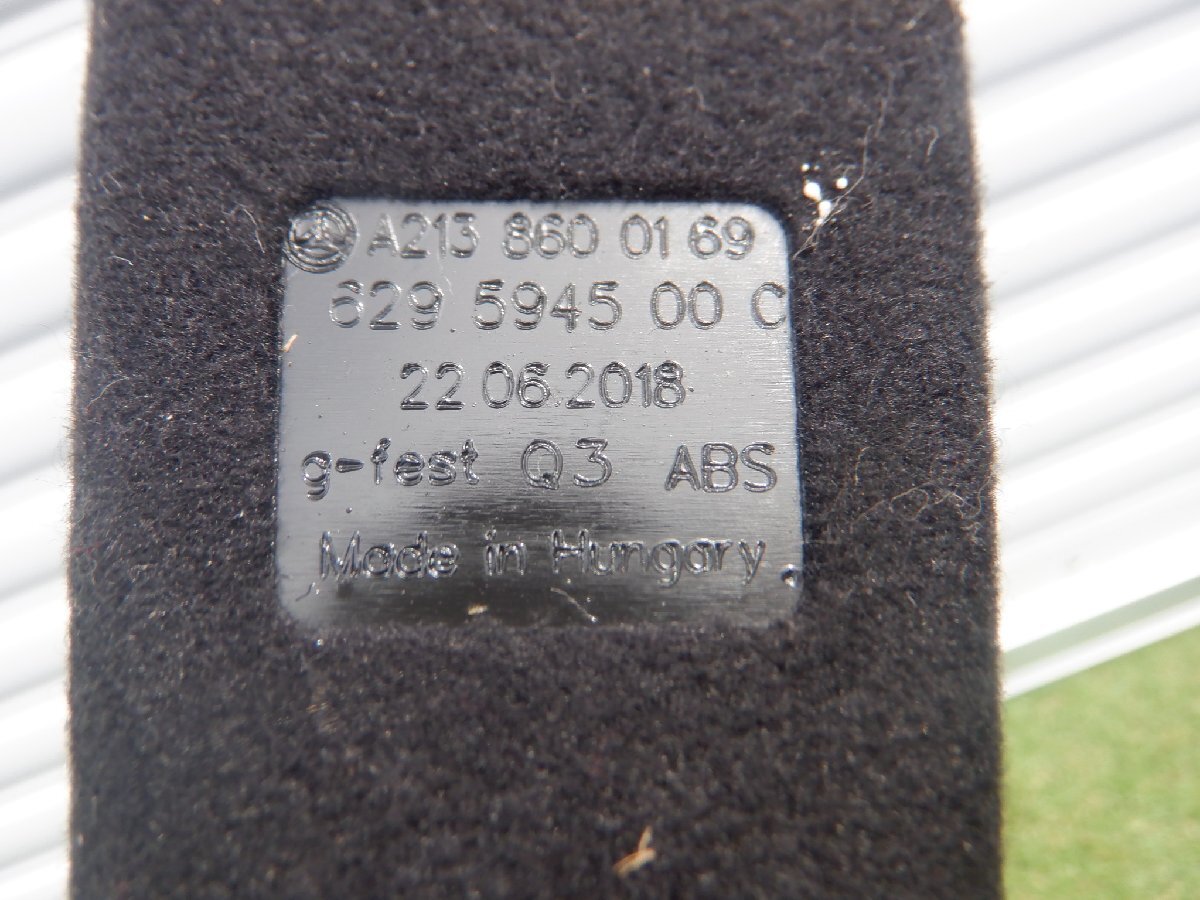 A213 860 01 69
629 5945 00 C
22.06.2018
g-fest Q3 ABS
Made in Hungary